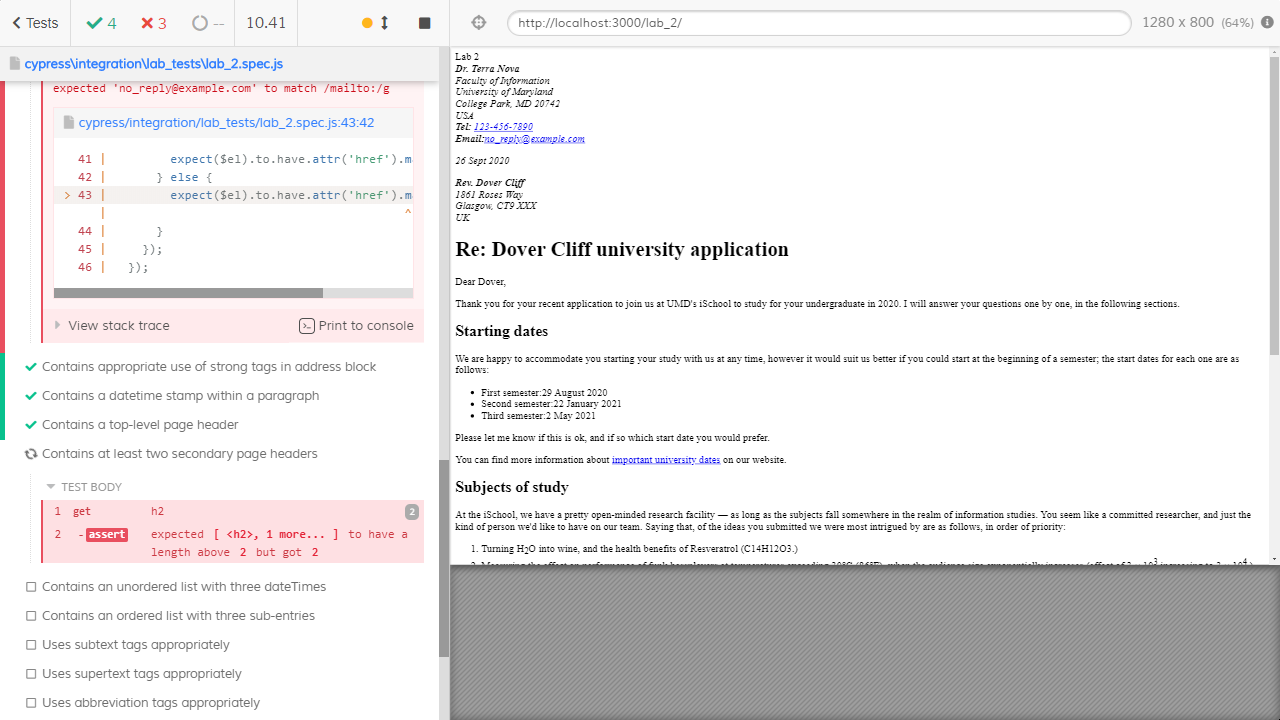 Tests
4
3
--
10.41
http://localhost:3000/lab_2/
1280 x 800 (64%)
cypress\integration\lab_tests\lab_2.spec.js
expected 'no_reply@example.com' to match /mailto:/g
cypress/integration/lab_tests/lab_2.spec.js:43:42
41 | expect($el).to.have.attr('href').m
42 | } else {
> 43 | expect($el).to.have.attr('href').m
| ^
44 | }
45 | });
46 | });
View stack trace
Print to console
Contains appropriate use of strong tags in address block
Contains a datetime stamp within a paragraph
Contains a top-level page header
Contains at least two secondary page headers
TEST BODY
1 get h2 2
2 -assert expected [ <h2>, 1 more... ] to have a
length above 2 but got 2
Contains an unordered list with three dateTimes
Contains an ordered list with three sub-entries
Uses subtext tags appropriately
Uses supertext tags appropriately
Uses abbreviation tags appropriately
Lab 2
Dr. Terra Nova
Faculty of Information
University of Maryland
College Park, MD 20742
USA
Tel: 123-456-7890
Email:no_reply@example.com
26 Sept 2020
Rev. Dover Cliff
1861 Roses Way
Glasgow, CT9 XXX
UK
Re: Dover Cliff university application
Dear Dover,
Thank you for your recent application to join us at UMD's iSchool to study for your undergraduate in 2020. I will answer your questions one by one, in the following sections.
Starting dates
We are happy to accommodate you starting your study with us at any time, however it would suit us better if you could start at the beginning of a semester; the start dates for each one are as
follows:
• First semester:29 August 2020
• Second semester:22 January 2021
• Third semester:2 May 2021
Please let me know if this is ok, and if so which start date you would prefer.
You can find more information about important university dates on our website.
Subjects of study
At the iSchool, we have a pretty open-minded research facility — as long as the subjects fall somewhere in the realm of information studies. You seem like a committed researcher, and just the
kind of person we'd like to have on our team. Saying that, of the ideas you submitted we were most intrigued by are as follows, in order of priority:
1. Turning H2O into wine, and the health benefits of Resveratrol (C14H12O3.)